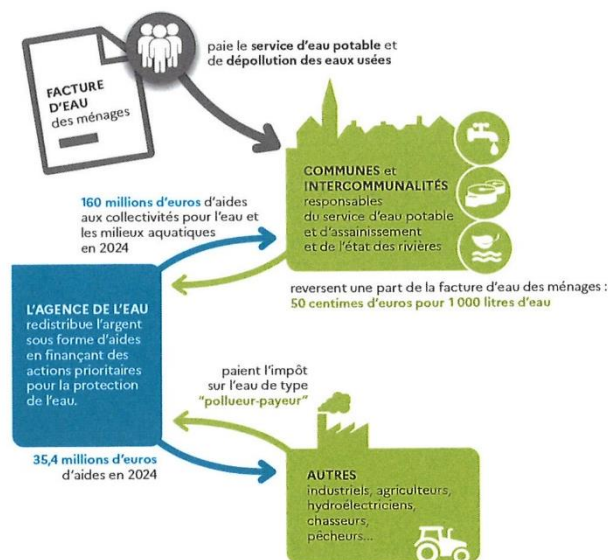 paie le service d'eau potable et
de dépollution des eaux usées
FACTURE
D'EAU
des ménages
COMMUNES et
INTERCOMMUNALITÉS
responsables
du service d'eau potable
et d'assainissement
et de l'état des rivières
160 millions d'euros d'aides
aux collectivités pour l'eau et
les milieux aquatiques
en 2024
reversent une part de la facture d'eau des ménages :
50 centimes d'euros pour 1 000 litres d'eau
L'AGENCE DE L'EAU
redistribue l'argent
sous forme d'aides
en finançant des
actions prioritaires
pour la protection
de l'eau.
paient l'impôt
sur l'eau de type
"pollueur-payeur"
35,4 millions d'euros
d'aides en 2024
AUTRES
industriels, agriculteurs,
hydroélectriciens,
chasseurs,
pêcheurs...